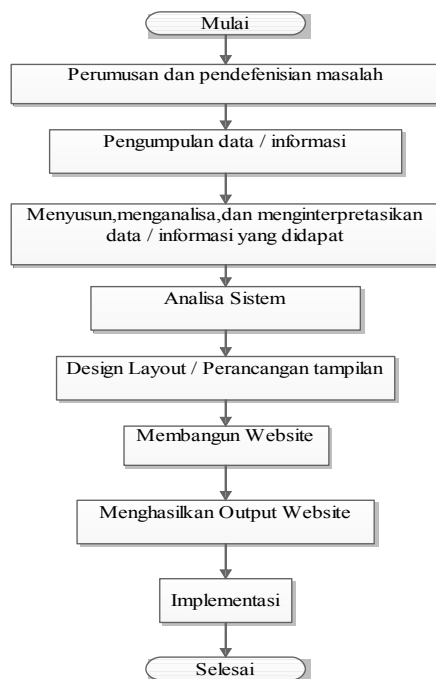 Mulai
Perumusan dan pendefenisian masalah
Pengumpulan data / informasi
Menyusun,menganalisa,dan menginterpretasikan
data / informasi yang didapat
Analisa Sistem
Design Layout / Perancangan tampilan
Membangun Website
Menghasilkan Output Website
Implementasi
Selesai